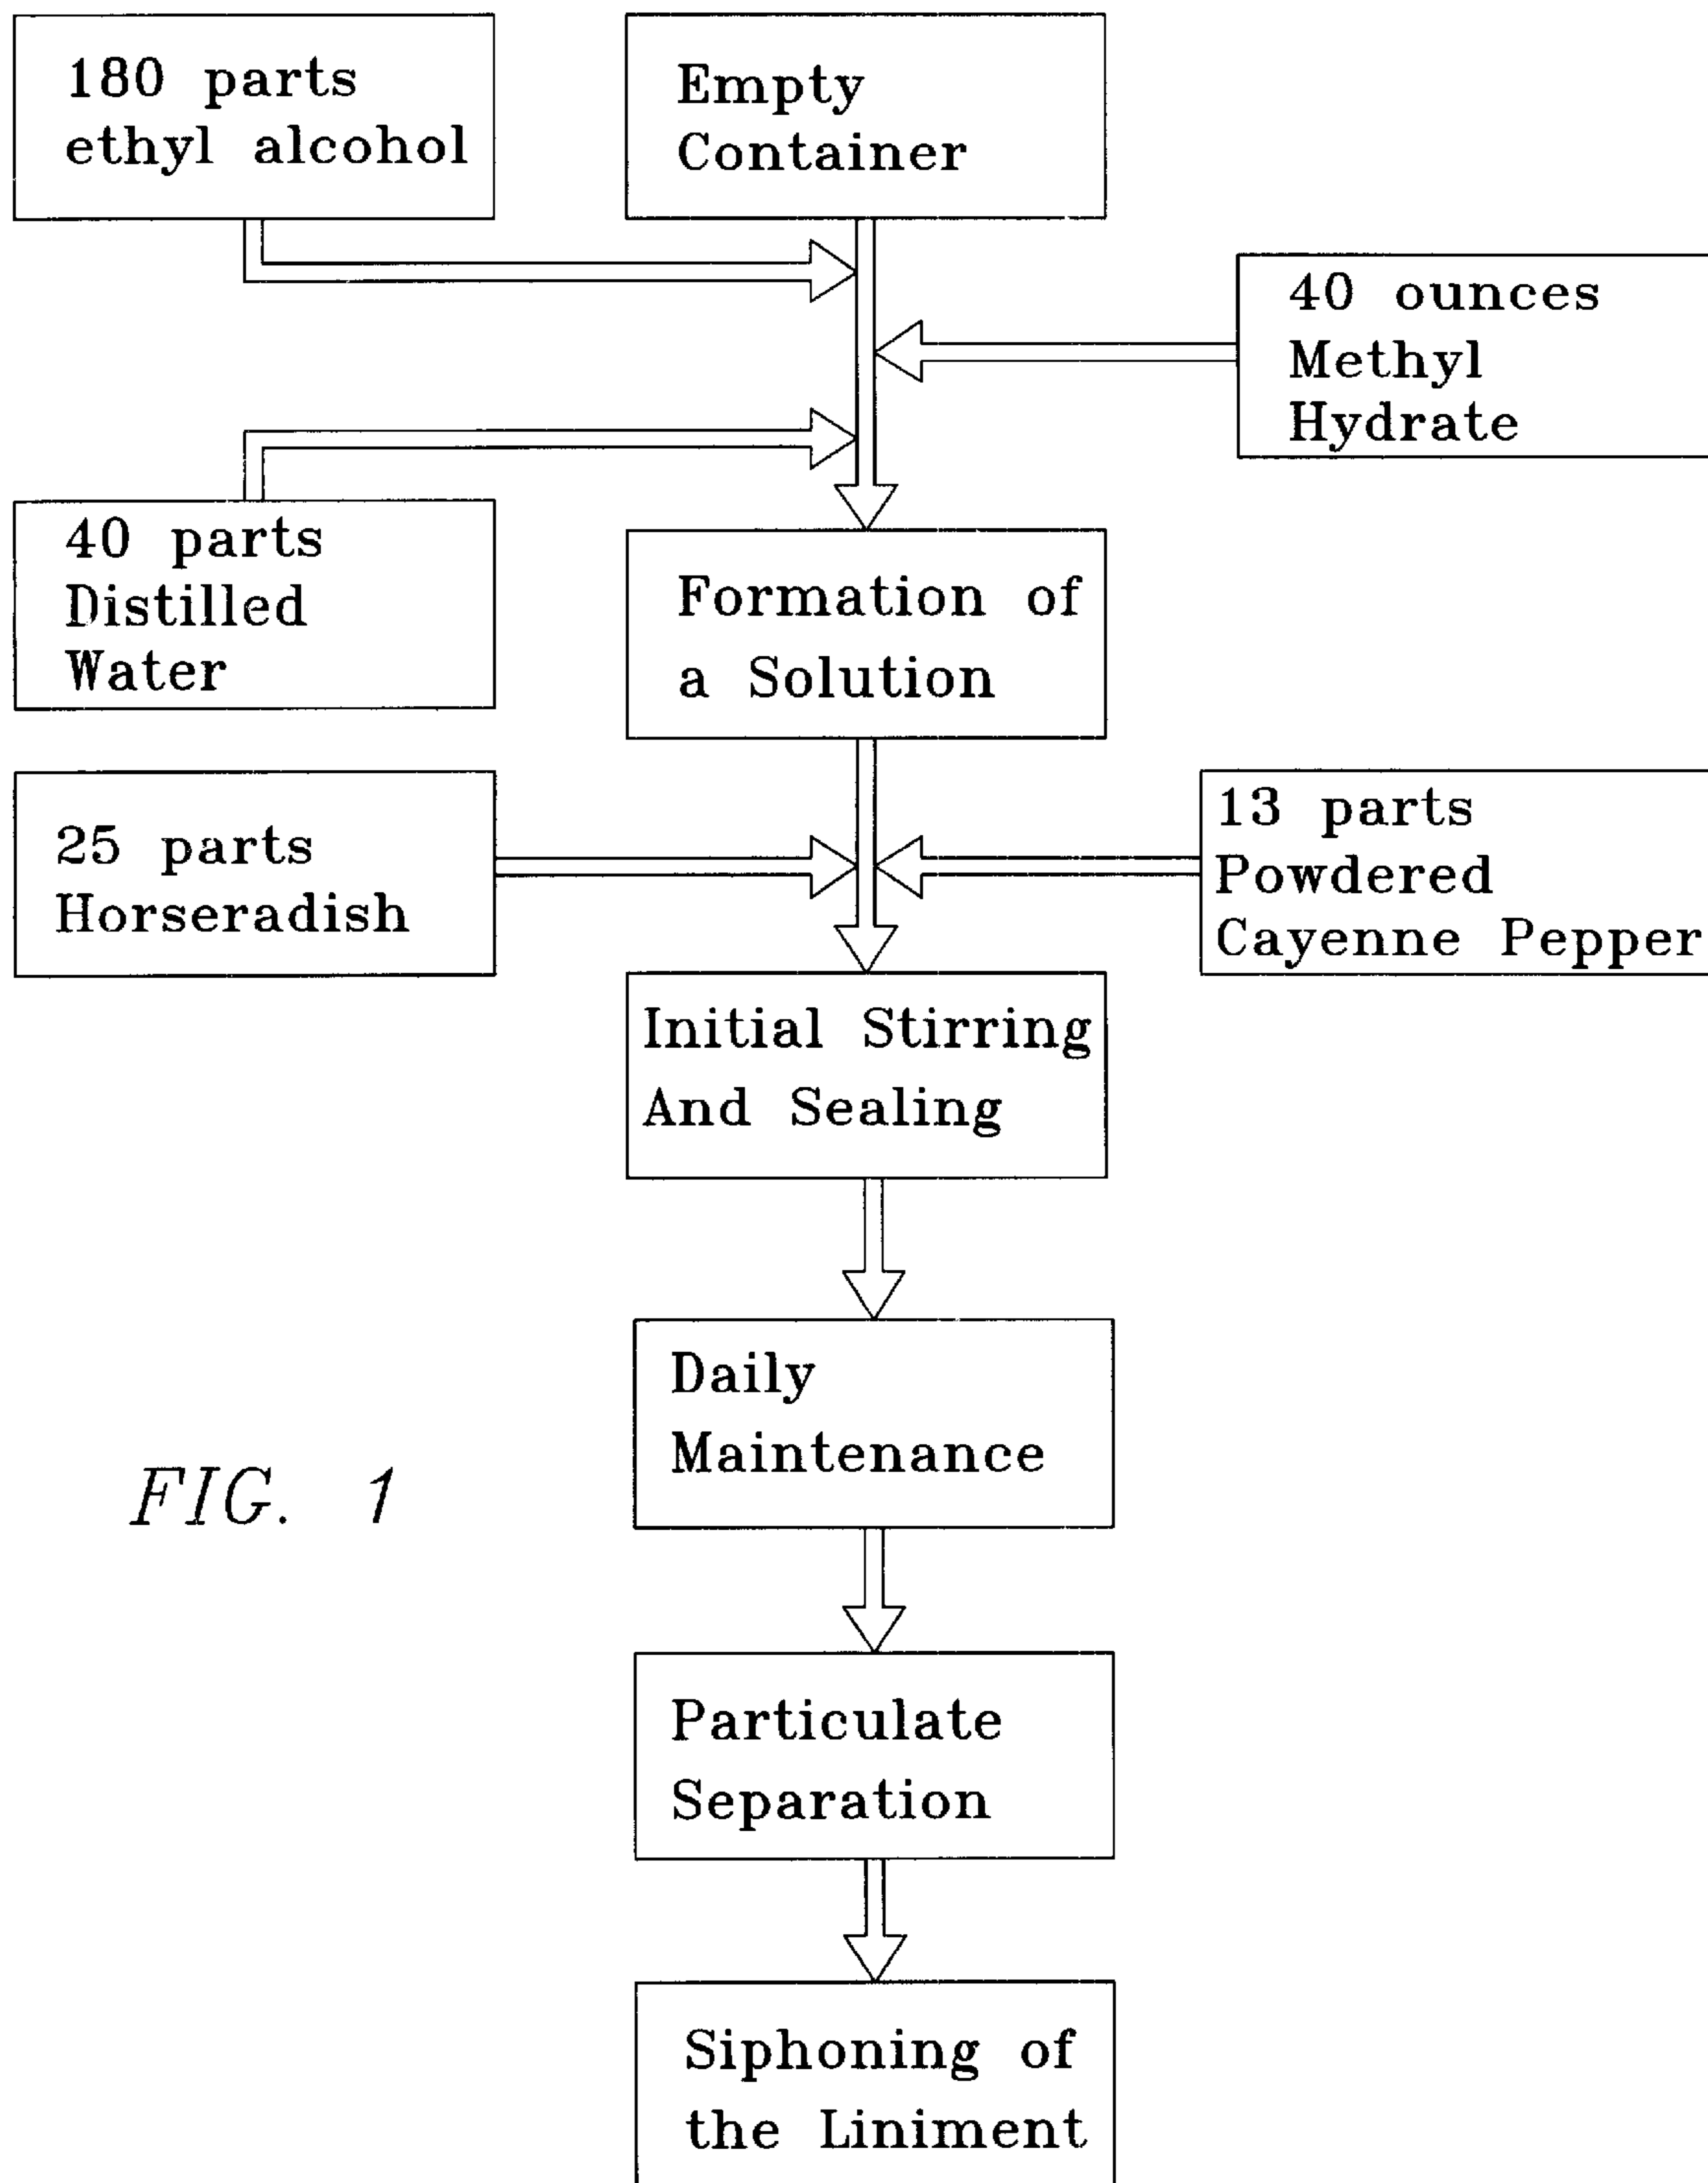 180 parts
ethyl alcohol
Empty
Container
40 ounces
Methyl
Hydrate
40 parts
Distilled
Water
Formation of
a Solution
25 parts
Horseradish
13 parts
Powdered
Cayenne Pepper
Initial Stirring
And Sealing
Daily
Maintenance
FIG. 1
Particulate
Separation
Siphoning of
the Liniment